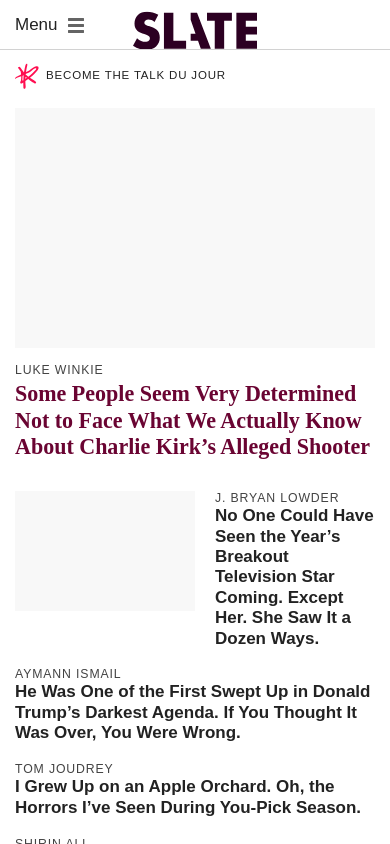 Menu
SLATE
BECOME THE TALK DU JOUR
LUKE WINKIE
Some People Seem Very Determined
Not to Face What We Actually Know
About Charlie Kirk’s Alleged Shooter
J. BRYAN LOWDER
No One Could Have
Seen the Year’s
Breakout
Television Star
Coming. Except
Her. She Saw It a
Dozen Ways.
AYMANN ISMAIL
He Was One of the First Swept Up in Donald
Trump’s Darkest Agenda. If You Thought It
Was Over, You Were Wrong.
TOM JOUDREY
I Grew Up on an Apple Orchard. Oh, the
Horrors I’ve Seen During You-Pick Season.
SHIRIN ALI